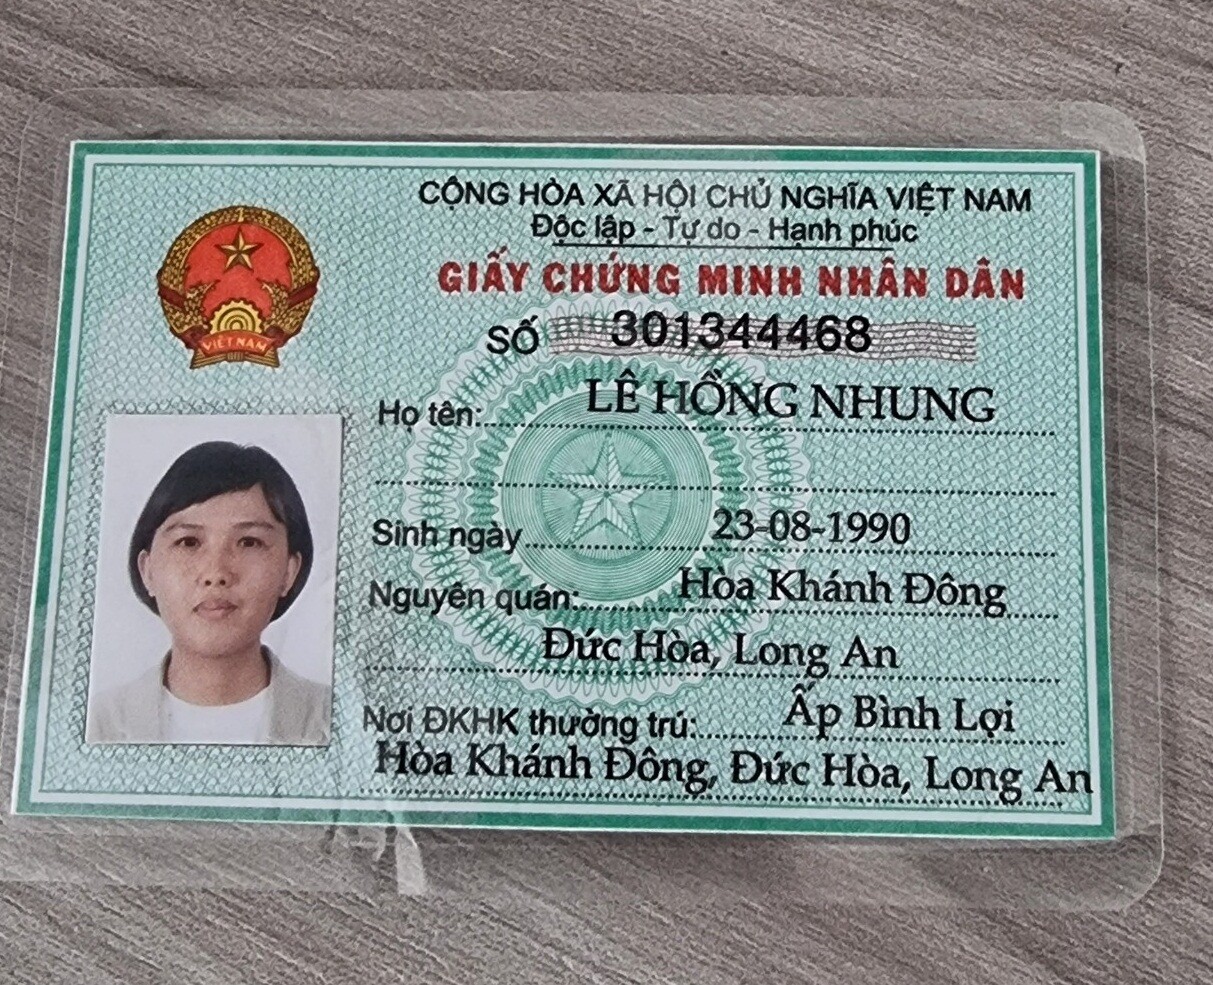 CỘNG HÒA XÃ HỘI CHỦ NGHĨA VIỆT NAM
Độc lập - Tự do - Hạnh phúc
GIẤY CHỨNG MINH NHÂN DÂN
SỐ 301344468
VIỆT NAM
Họ tên: LÊ HỒNG NHUNG
Sinh ngày 23-08-1990
Nguyên quán: Hòa Khánh Đông
Đức Hòa, Long An
Nơi ĐKHK thường trú: Ấp Bình Lợi
Hòa Khánh Đông, Đức Hòa, Long An